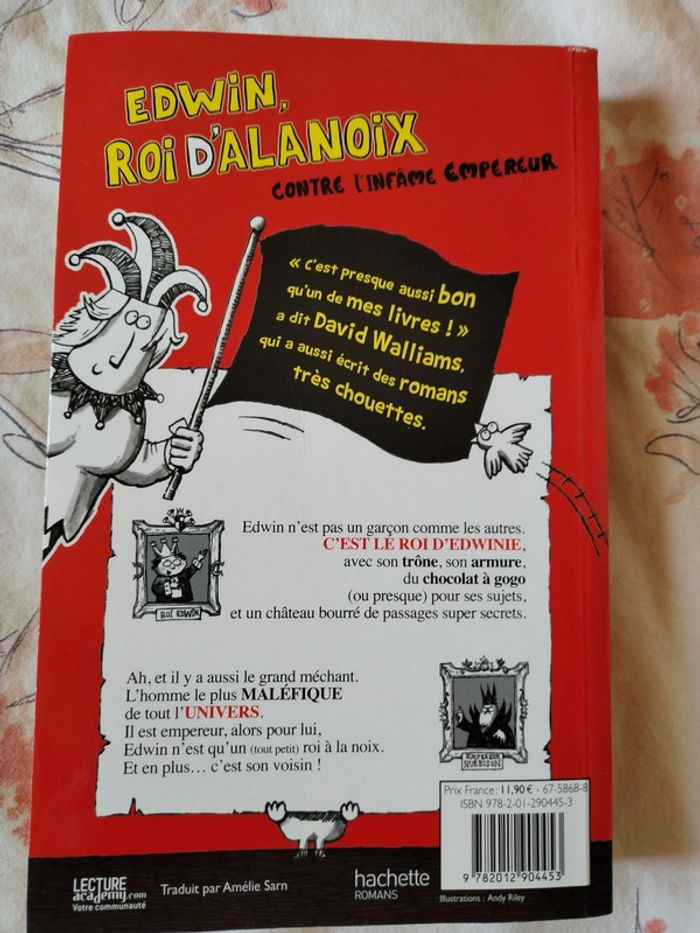 EDWIN,
ROI D'ALANOIX
CONTRE L'INFÂME EMPEREUR
« C'est presque aussi bon
qu'un de mes livres ! »
a dit David Walliams,
qui a aussi écrit des romans
très chouettes.
Edwin n'est pas un garçon comme les autres.
C'EST LE ROI D'EDWINIE,
avec son trône, son armure,
du chocolat à gogo
(ou presque) pour ses sujets,
et un château bourré de passages super secrets.
ROI EDWIN
Ah, et il y a aussi le grand méchant.
L'homme le plus MALÉFIQUE
de tout l'UNIVERS.
Il est empereur, alors pour lui,
Edwin n'est qu'un (tout petit) roi à la noix.
Et en plus... c'est son voisin !
EMPEREUR
NURBISON
Prix France : 11,90 € - 67-5868-8
ISBN 978-2-01-290445-3
9 782012 904453
LECTURE
academy.com
Votre communauté
Traduit par Amélie Sarn
hachette
ROMANS
Illustrations : Andy Riley